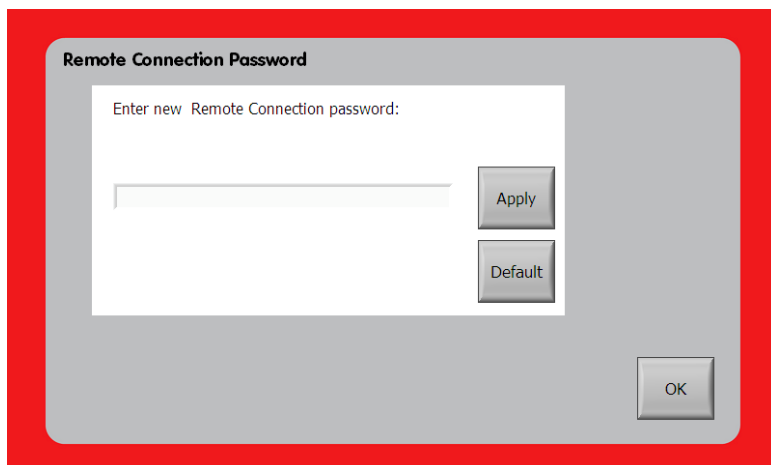 Remote Connection Password
Enter new Remote Connection password:
Apply
Default
OK